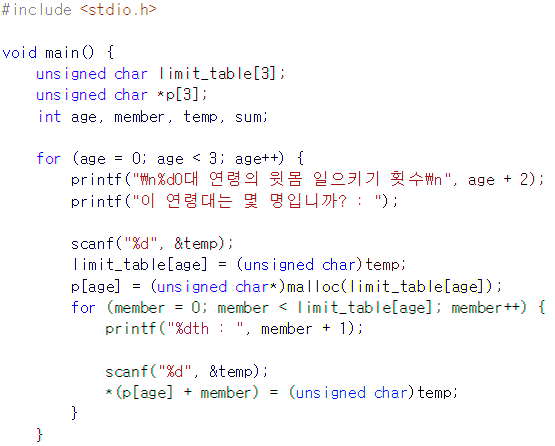 #include <stdio.h>
void main() {
unsigned char limit_table[3];
unsigned char *p[3];
int age, member, temp, sum;
for (age = 0; age < 3; age++) {
printf("₩n%d0대 연령의 윗몸 일으키기 횟수₩n", age + 2);
printf("이 연령대는 몇 명입니까? : ");
scanf("%d", &temp);
limit_table[age] = (unsigned char)temp;
p[age] = (unsigned char*)malloc(limit_table[age]);
for (member = 0; member < limit_table[age]; member++) {
printf("%dth : ", member + 1);
scanf("%d", &temp);
*(p[age] + member) = (unsigned char)temp;
}
}